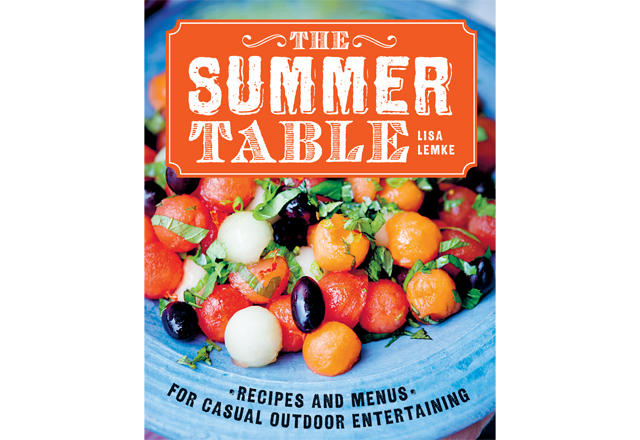 THE
SUMMER
TABLE
LISA
LEMKE
• RECIPES AND MENUS •
FOR CASUAL OUTDOOR ENTERTAINING